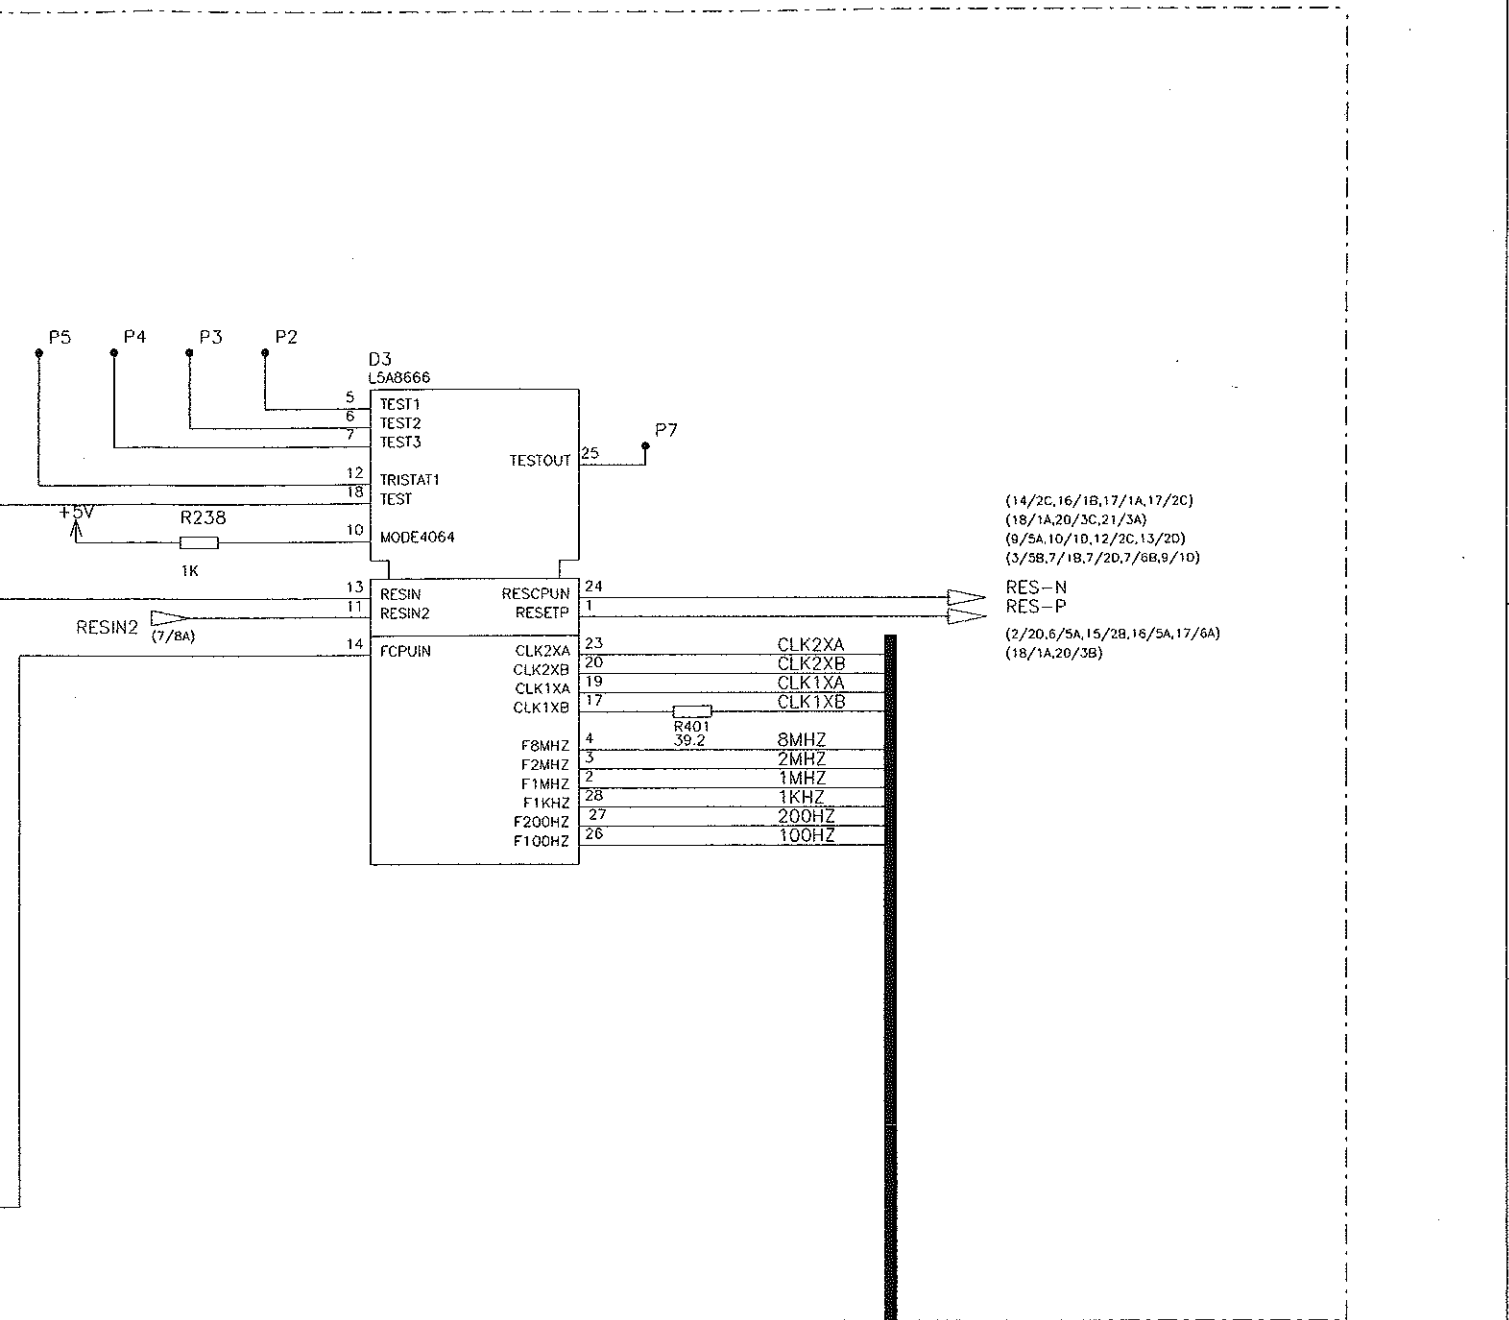 P5 P4 P3 P2
D3
L5A8666
5 TEST1
6 TEST2
7 TEST3
P7
TESTOUT 25
12 TRISTAT1
18 TEST
+5V R238
10 MODE4064
1K
(14/2C,16/1B,17/1A,17/2C)
(18/1A,20/3C,21/3A)
(9/5A,10/1D,12/2C,13/2D)
(3/5B,7/1B,7/2D,7/6B,9/1D)
13 RESIN RESCPUN 24 RES-N
11 RESIN2 RESETP 1 RES-P
RESIN2 (7/8A)
(2/2D,6/5A,15/2B,16/5A,17/6A)
(18/1A,20/3B)
14 FCPUIN CLK2XA 23 CLK2XA
CLK2XB 20 CLK2XB
CLK1XA 19 CLK1XA
CLK1XB 17 CLK1XB
R401
39.2
F8MHZ 4 8MHZ
F2MHZ 3 2MHZ
F1MHZ 2 1MHZ
F1KHZ 28 1KHZ
F200HZ 27 200HZ
F100HZ 26 100HZ